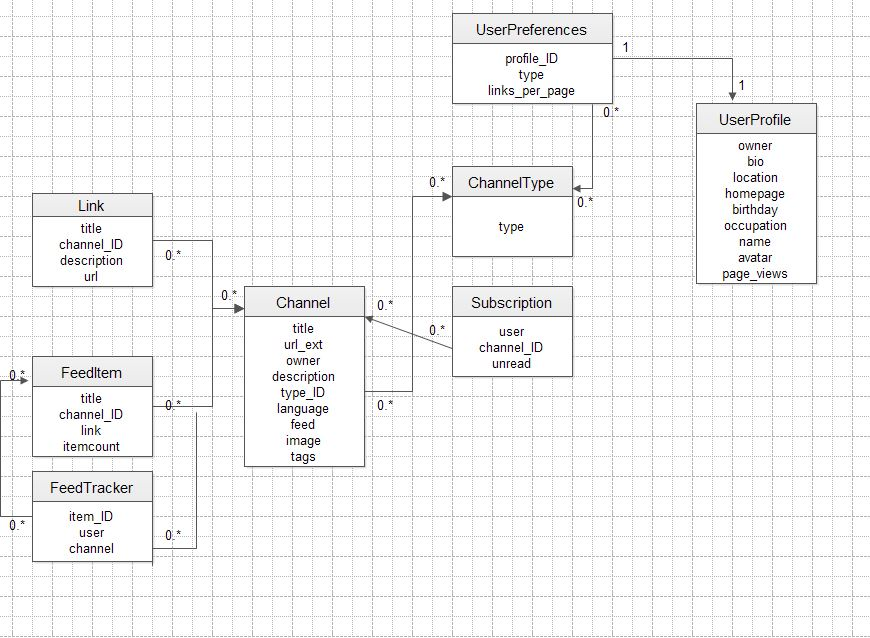 UserPreferences
profile_ID
type
links_per_page
1
1
0.*
UserProfile
owner
bio
location
homepage
birthday
occupation
name
avatar
page_views
0.*
ChannelType
0.*
type
Link
title
channel_ID
description
url
0.*
0.*
Channel
title
url_ext
owner
description
type_ID
language
feed
image
tags
0.*
0.*
0.*
Subscription
user
channel_ID
unread
0.*
FeedItem
title
channel_ID
link
itemcount
0.*
FeedTracker
item_ID
user
channel
0.*
0.*